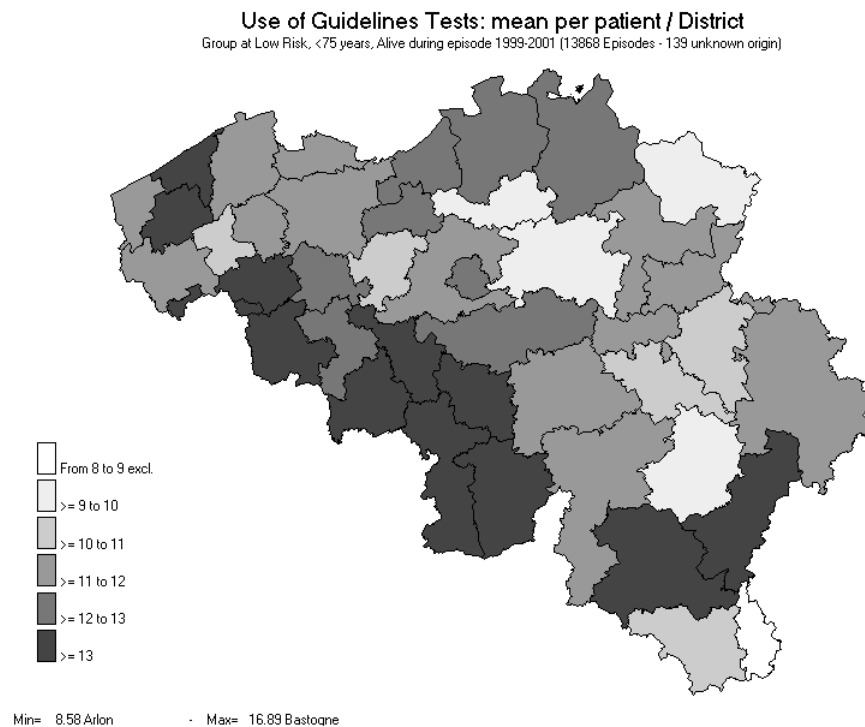 Use of Guidelines Tests: mean per patient / District
Group at Low Risk, <75 years, Alive during episode 1999-2001 (13868 Episodes - 139 unknown origin)
From 8 to 9 excl.
>= 9 to 10
>= 10 to 11
>= 11 to 12
>= 12 to 13
>= 13
Min= 8.58 Arlon - Max= 16.89 Bastogne